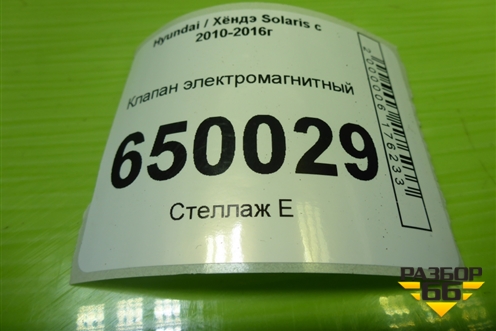 Hyundai / Хёндэ Solaris с
2010-2016г
Клапан электромагнитный
650029
Стеллаж Е
2000006176233
РАЗБОР
66